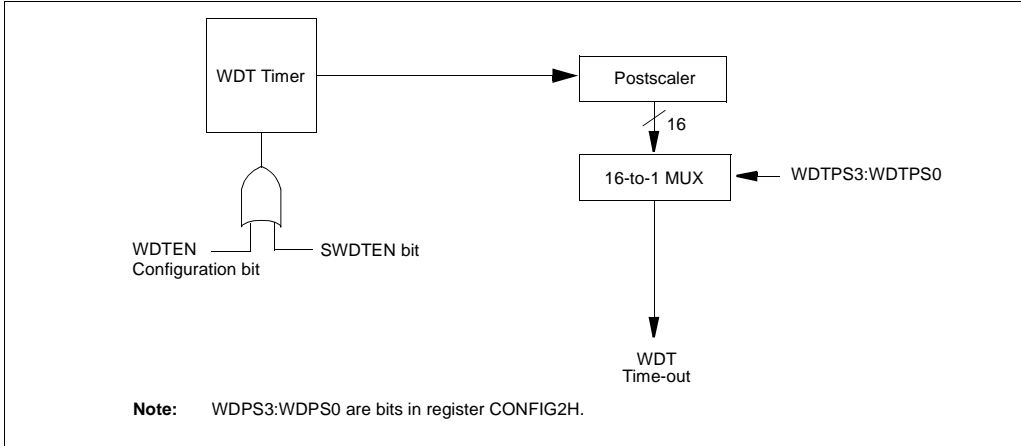 WDT Timer
Postscaler
16
16-to-1 MUX
WDTPS3:WDTPS0
WDTEN
Configuration bit
SWDTEN bit
WDT
Time-out
Note: WDPS3:WDPS0 are bits in register CONFIG2H.